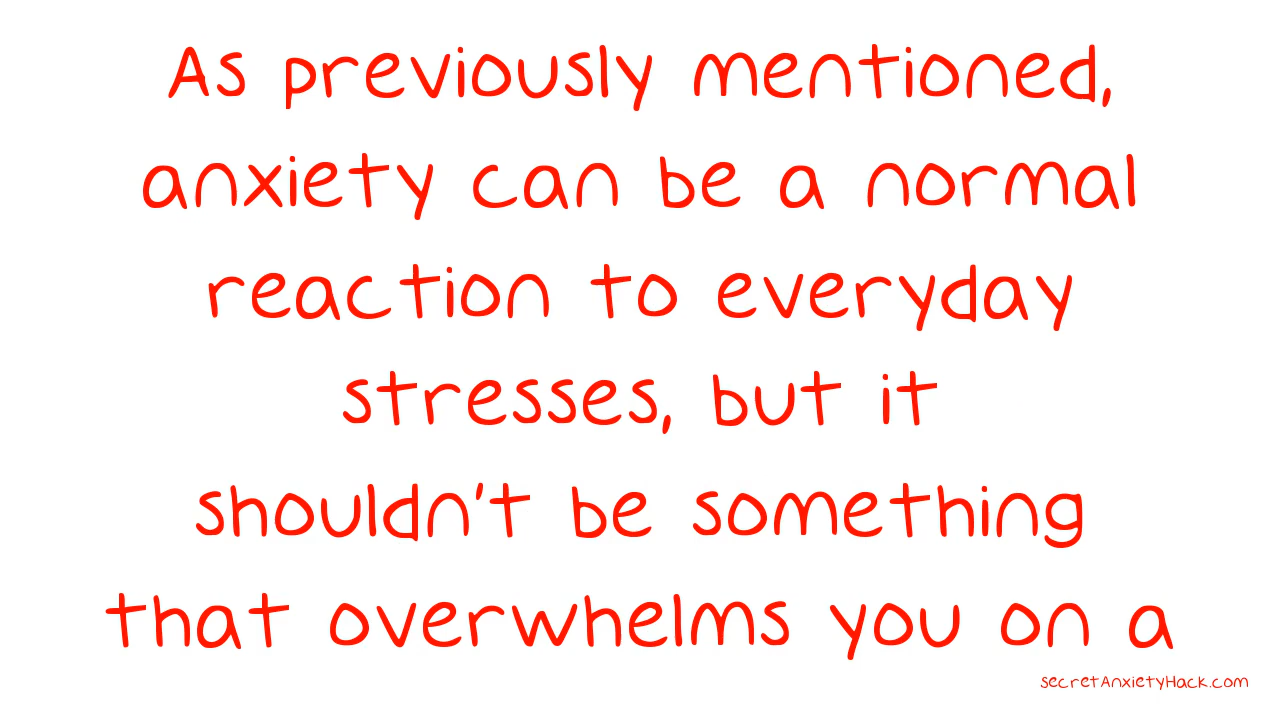 As previously mentioned,
anxiety can be a normal
reaction to everyday
stresses, but it
shouldn't be something
that overwhelms you on a
secretAnxietyHack.com